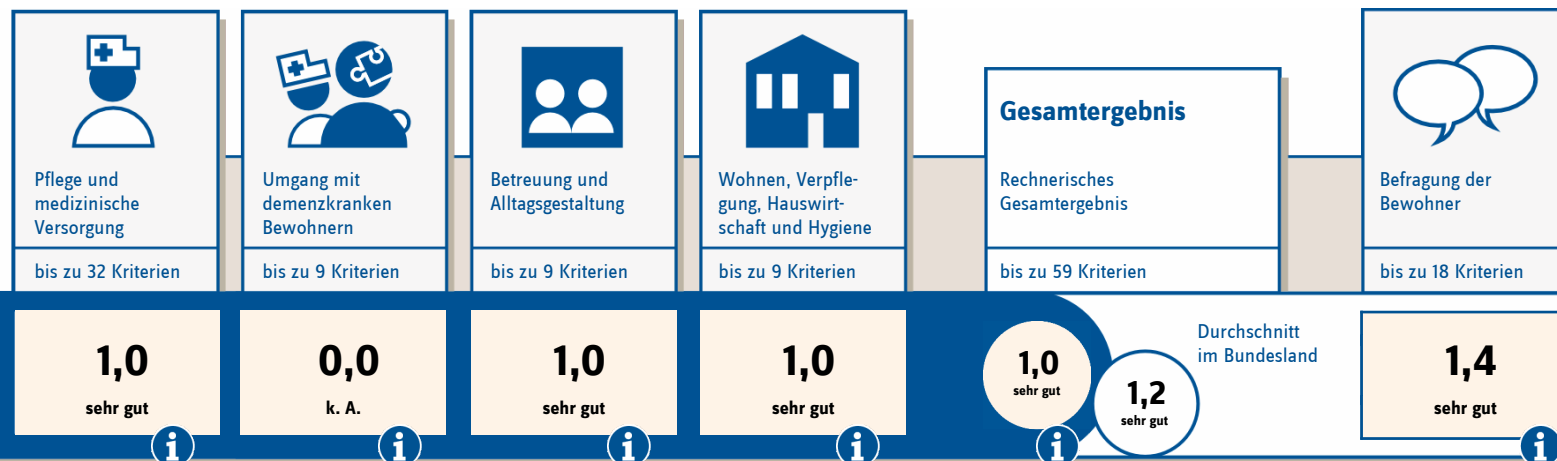 Pflege und
medizinische
Versorgung
bis zu 32 Kriterien
1,0
sehr gut
i
Umgang mit
demenzkranken
Bewohnern
bis zu 9 Kriterien
0,0
k. A.
i
Betreuung und
Alltagsgestaltung
bis zu 9 Kriterien
1,0
sehr gut
i
Wohnen, Verpfle-
gung, Hauswirt-
schaft und Hygiene
bis zu 9 Kriterien
1,0
sehr gut
i
Gesamtergebnis
Rechnerisches
Gesamtergebnis
bis zu 59 Kriterien
1,0
sehr gut
i
Durchschnitt
im Bundesland
1,2
sehr gut
Befragung der
Bewohner
bis zu 18 Kriterien
1,4
sehr gut
i